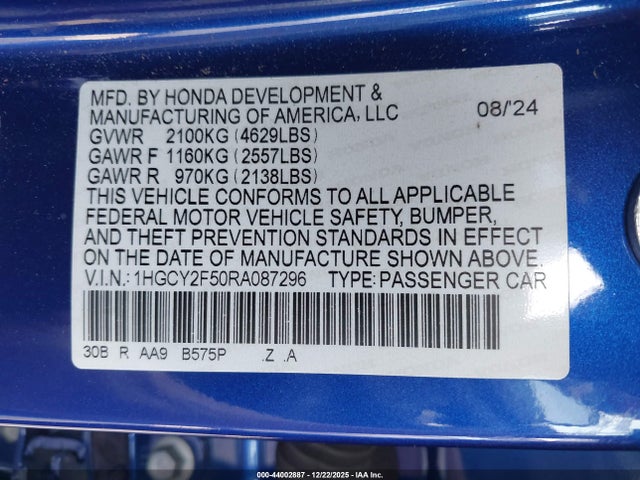 MFD. BY HONDA DEVELOPMENT &
MANUFACTURING OF AMERICA, LLC 08/'24
GVWR 2100KG (4629LBS)
GAWR F 1160KG (2557LBS)
GAWR R 970KG (2138LBS)
THIS VEHICLE CONFORMS TO ALL APPLICABLE
FEDERAL MOTOR VEHICLE SAFETY, BUMPER,
AND THEFT PREVENTION STANDARDS IN EFFECT
ON THE DATE OF MANUFACTURE SHOWN ABOVE.
V.I.N.: 1HGCY2F50RA087296 TYPE: PASSENGER CAR
30B R AA9 B575P .Z .A
000-44002887 - 12/22/2025 - IAA Inc.